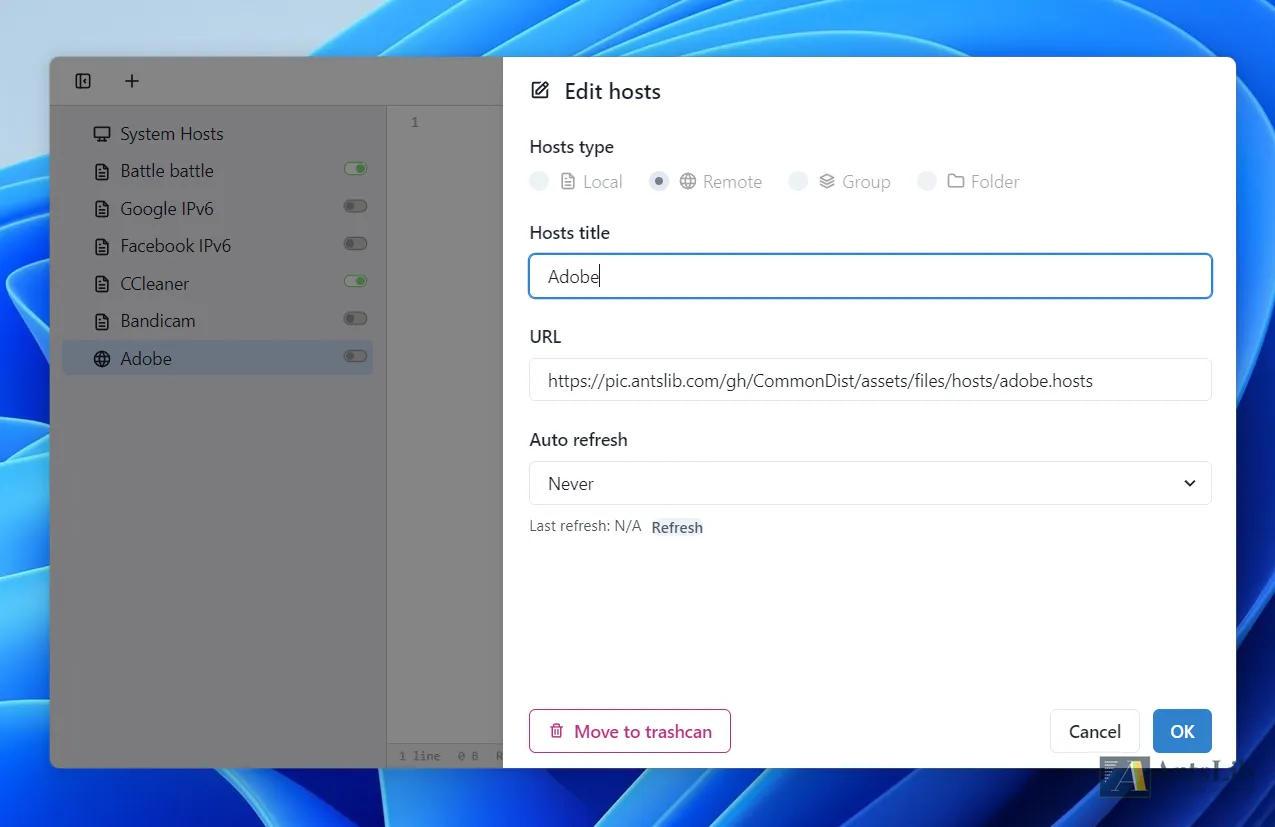 System Hosts
Battle battle
Google IPv6
Facebook IPv6
CCleaner
Bandicam
Adobe
1
1 line 0 B
Edit hosts
Hosts type
Local Remote Group Folder
Hosts title
Adobe
URL
https://pic.antslib.com/gh/CommonDist/assets/files/hosts/adobe.hosts
Auto refresh
Never
Last refresh: N/A Refresh
Move to trashcan Cancel OK